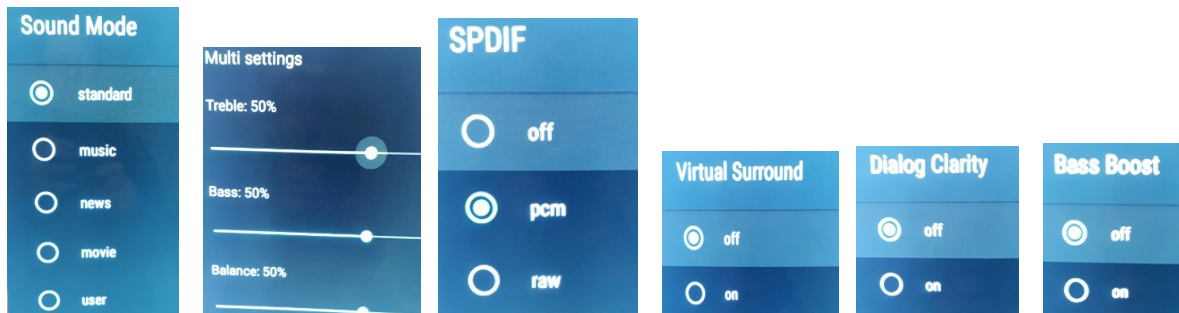 Sound Mode
standard
music
news
movie
user
Multi settings
Treble: 50%
Bass: 50%
Balance: 50%
SPDIF
off
pcm
raw
Virtual Surround
off
on
Dialog Clarity
off
on
Bass Boost
off
on